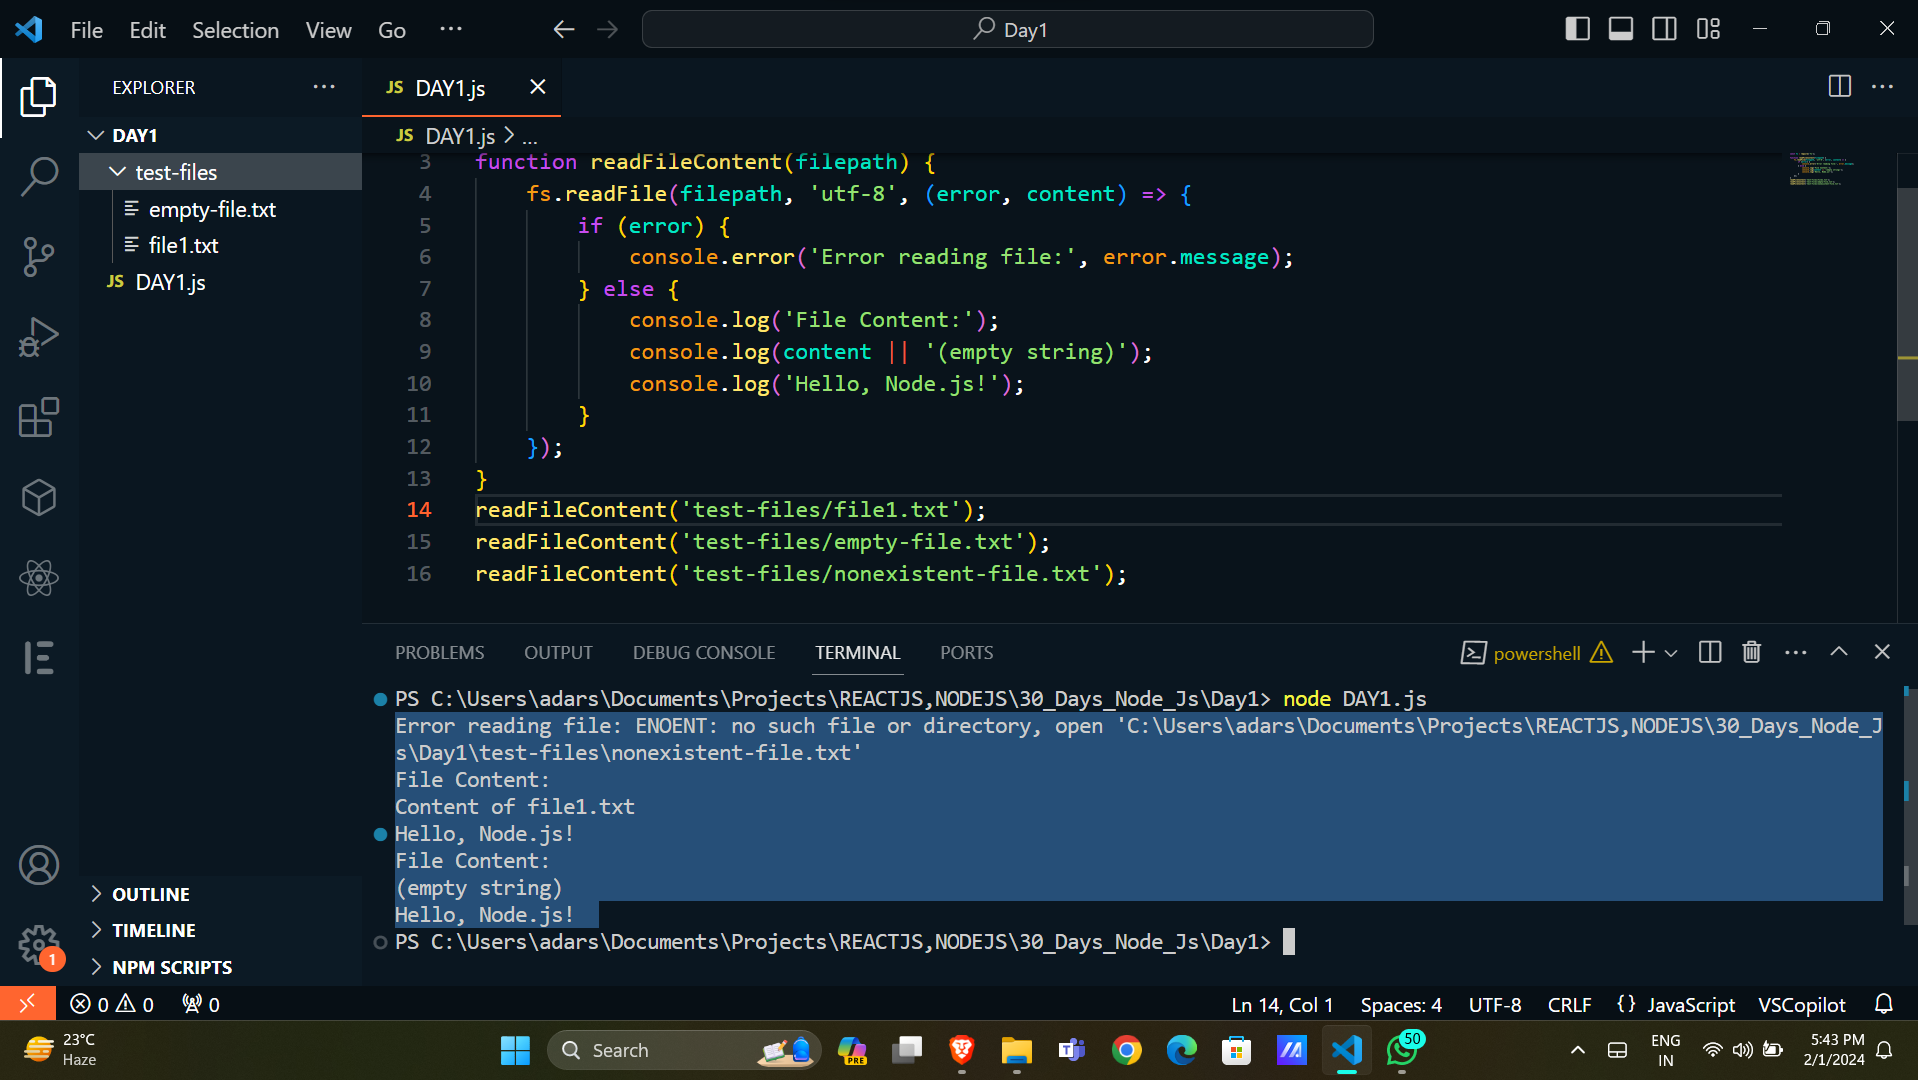 File Edit Selection View Go ...
Day1
EXPLORER ...
JS DAY1.js
DAY1
JS DAY1.js > ...
test-files
empty-file.txt
file1.txt
JS DAY1.js
3 function readFileContent(filepath) {
4 fs.readFile(filepath, 'utf-8', (error, content) => {
5 if (error) {
6 console.error('Error reading file:', error.message);
7 } else {
8 console.log('File Content:');
9 console.log(content || '(empty string)');
10 console.log('Hello, Node.js!');
11 }
12 });
13 }
14 readFileContent('test-files/file1.txt');
15 readFileContent('test-files/empty-file.txt');
16 readFileContent('test-files/nonexistent-file.txt');
PROBLEMS OUTPUT DEBUG CONSOLE TERMINAL PORTS
powershell
PS C:\Users\adars\Documents\Projects\REACTJS,NODEJS\30_Days_Node_Js\Day1> node DAY1.js
Error reading file: ENOENT: no such file or directory, open 'C:\Users\adars\Documents\Projects\REACTJS,NODEJS\30_Days_Node_J
s\Day1\test-files\nonexistent-file.txt'
File Content:
Content of file1.txt
Hello, Node.js!
File Content:
(empty string)
Hello, Node.js!
PS C:\Users\adars\Documents\Projects\REACTJS,NODEJS\30_Days_Node_Js\Day1>
OUTLINE
TIMELINE
NPM SCRIPTS
1
0 0 0
Ln 14, Col 1 Spaces: 4 UTF-8 CRLF {} JavaScript VSCopilot
23°C
Haze
Search
PRE
50
ENG
IN
5:43 PM
2/1/2024